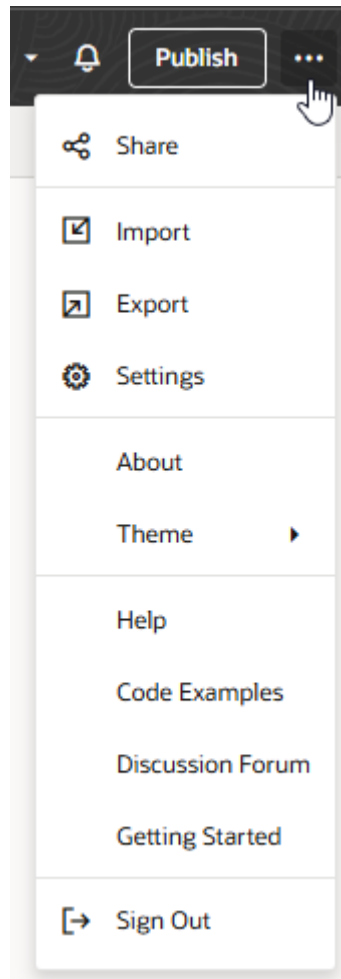 Publish
Share
Import
Export
Settings
About
Theme
Help
Code Examples
Discussion Forum
Getting Started
Sign Out